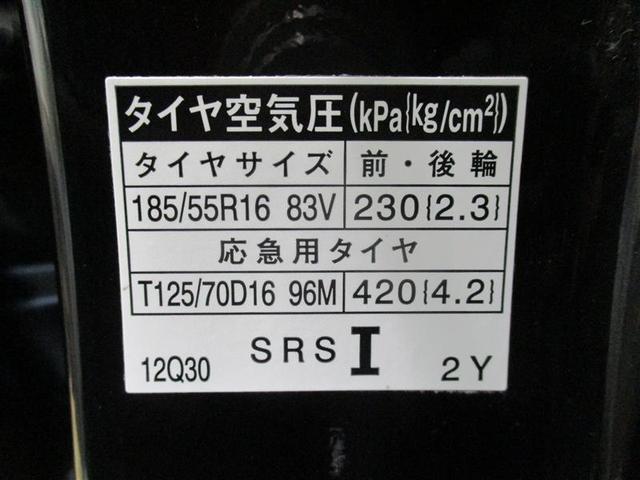 タイヤ空気圧(kPa{kg/cm²})
タイヤサイズ 前・後輪
185/55R16 83V 230{2.3}
応急用タイヤ
T125/70D16 96M 420{4.2}
12Q30 SRS I 2Y